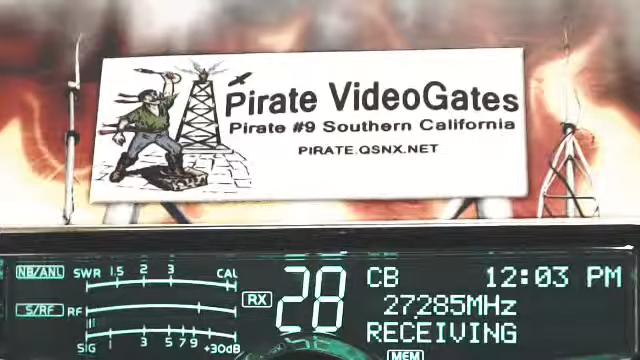 Pirate VideoGates
Pirate #9 Southern California
PIRATE.QSNX.NET
NB/ANL SWR 1.5 2 3 CAL
S/RF RF
SIG 1 3 5 7 9 +30dB
RX 28
CB 12:03 PM
27285MHz
RECEIVING
MEM